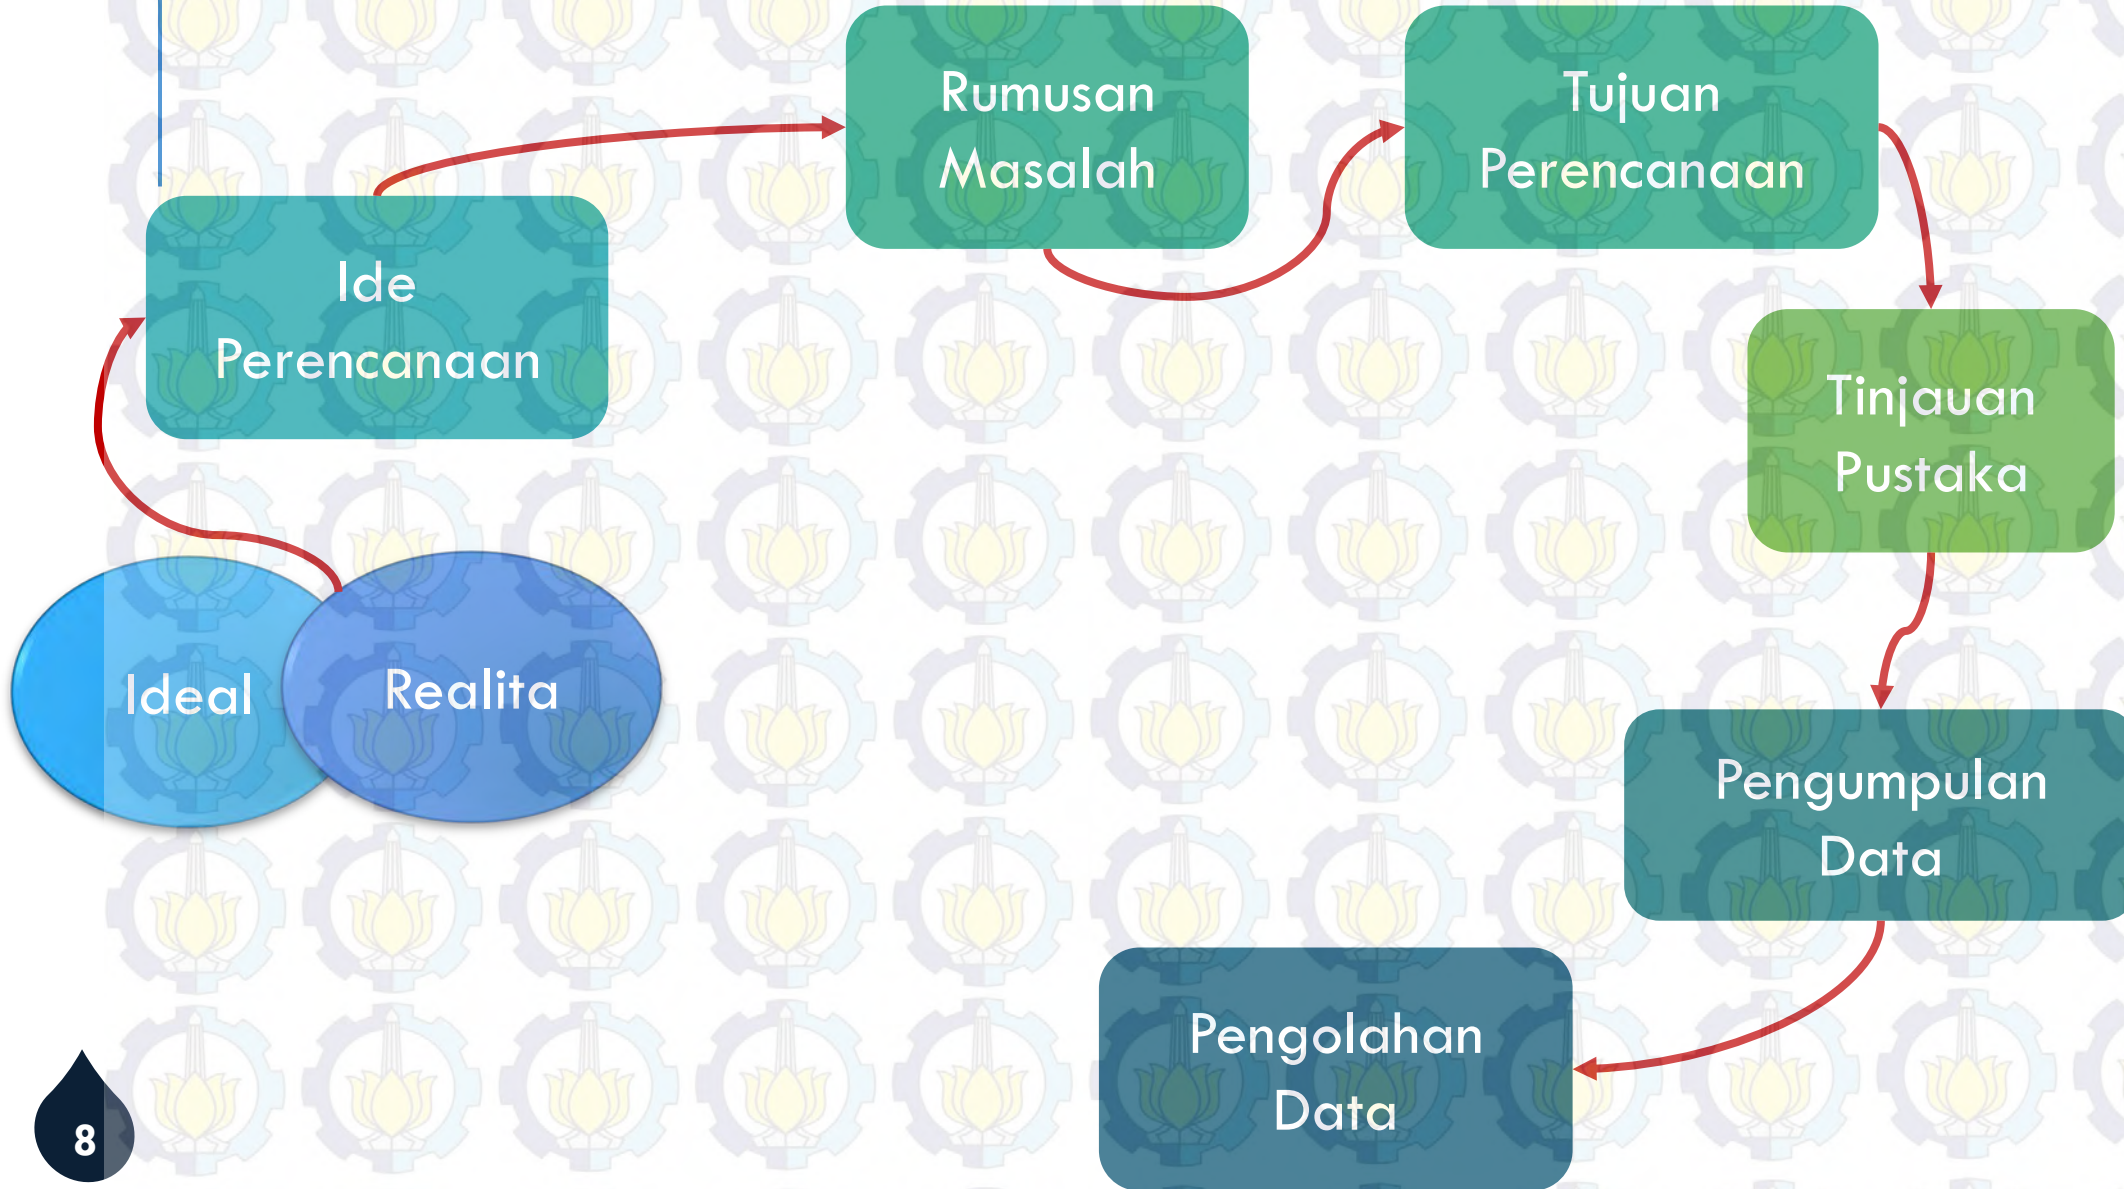 Ideal
Realita
Ide
Perencanaan
Rumusan
Masalah
Tujuan
Perencanaan
Tinjauan
Pustaka
Pengumpulan
Data
Pengolahan
Data
8